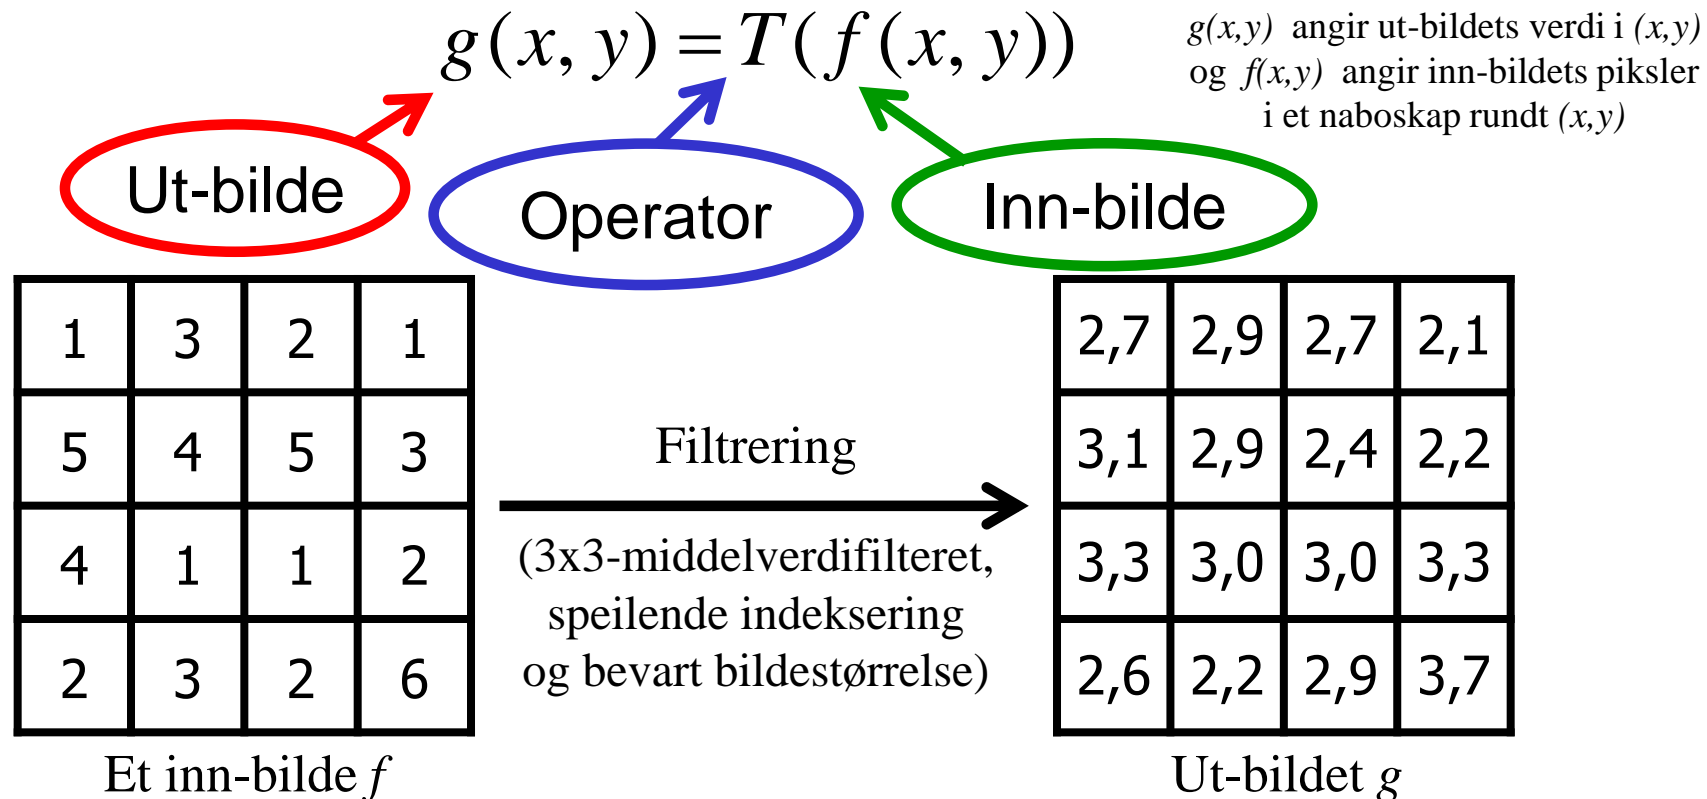 g(x, y) = T(f(x, y))
g(x,y) angir ut-bildets verdi i (x,y)
og f(x,y) angir inn-bildets piksler
i et naboskap rundt (x,y)
Ut-bilde
Operator
Inn-bilde
1 3 2 1
5 4 5 3
4 1 1 2
2 3 2 6
Et inn-bilde f
Filtrering
(3x3-middelverdifilteret,
speilende indeksering
og bevart bildestørrelse)
2,7 2,9 2,7 2,1
3,1 2,9 2,4 2,2
3,3 3,0 3,0 3,3
2,6 2,2 2,9 3,7
Ut-bildet g